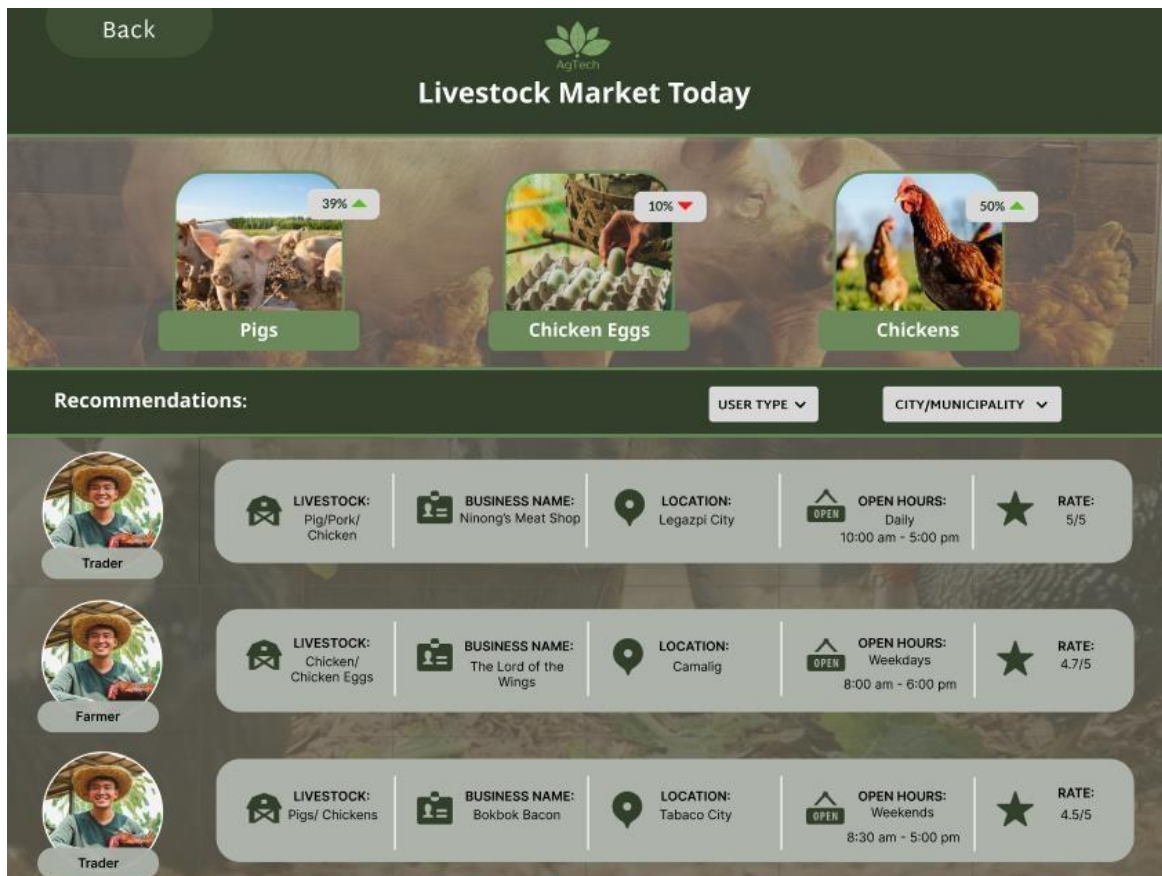 Back
AgTech
Livestock Market Today
39%
10%
50%
Pigs
Chicken Eggs
Chickens
Recommendations:
USER TYPE
CITY/MUNICIPALITY
Trader
LIVESTOCK:
Pig/Pork/
Chicken
BUSINESS NAME:
Ninong's Meat Shop
LOCATION:
Legazpi City
OPEN
OPEN HOURS:
Daily
10:00 am - 5:00 pm
RATE:
5/5
Farmer
LIVESTOCK:
Chicken/
Chicken Eggs
BUSINESS NAME:
The Lord of the
Wings
LOCATION:
Camalig
OPEN
OPEN HOURS:
Weekdays
8:00 am - 6:00 pm
RATE:
4.7/5
Trader
LIVESTOCK:
Pigs/ Chickens
BUSINESS NAME:
Bokbok Bacon
LOCATION:
Tabaco City
OPEN
OPEN HOURS:
Weekends
8:30 am - 5:00 pm
RATE:
4.5/5